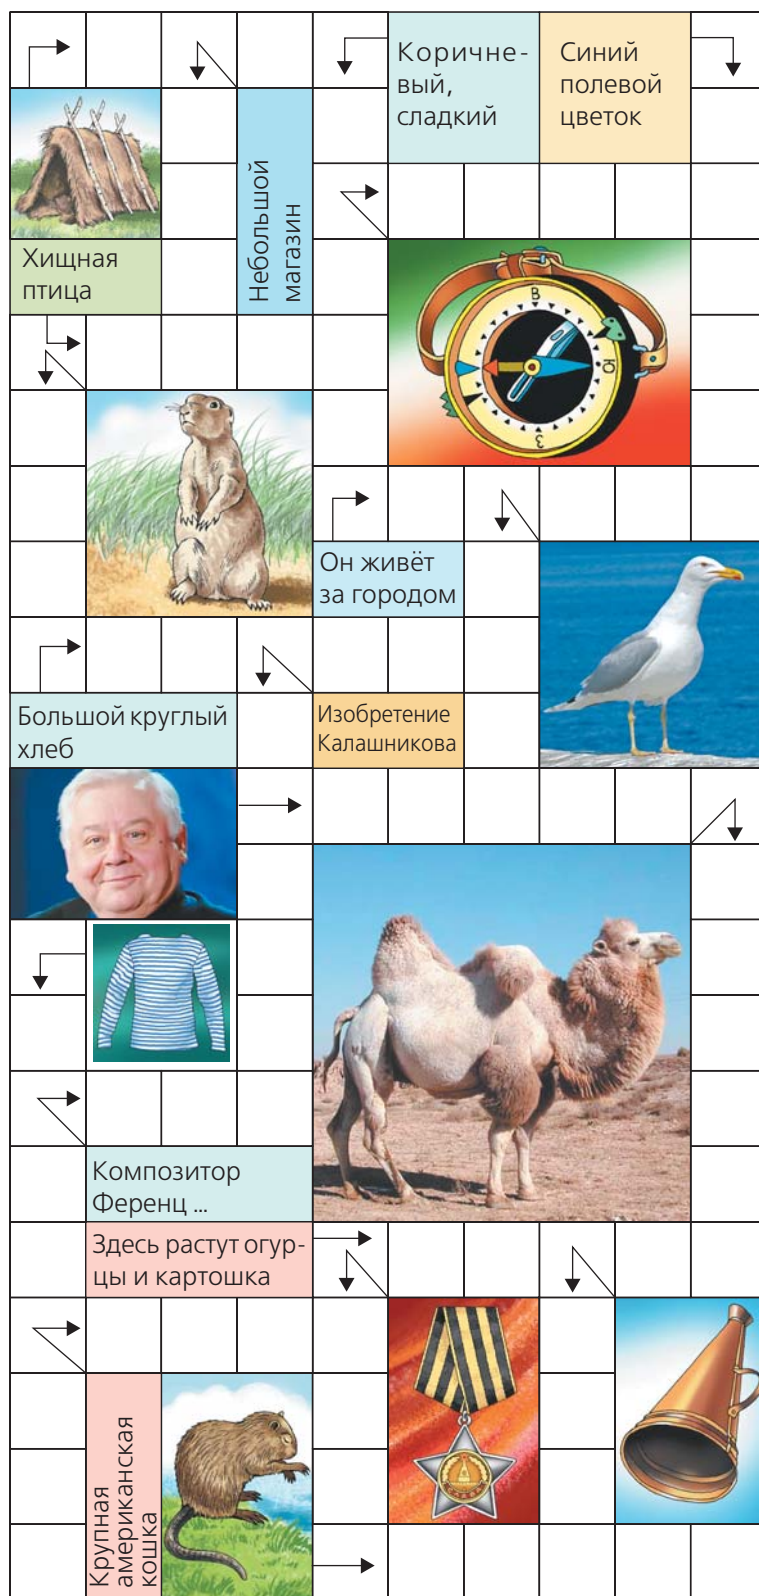 Коричне-
вый,
сладкий
Синий
полевой
цветок
Небольшой
магазин
Хищная
птица
В
Ю
З
Он живёт
за городом
Большой круглый
хлеб
Изобретение
Калашникова
Композитор
Ференц ...
Здесь растут огур-
цы и картошка
Крупная
американская
кошка